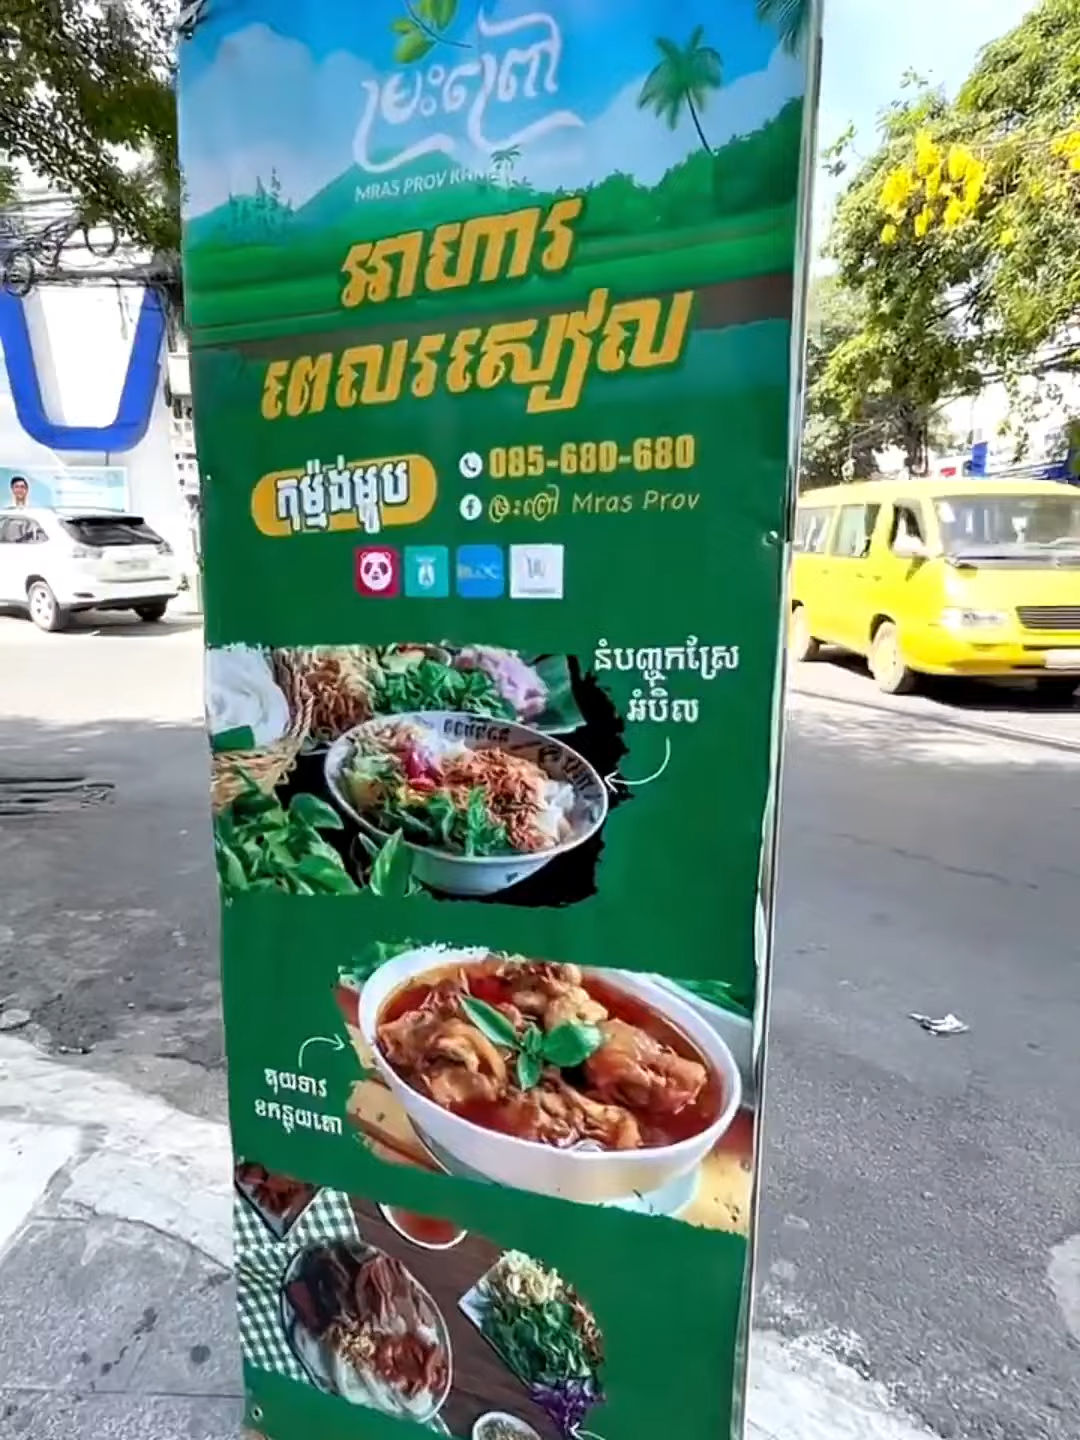 ម្រះព្រៅ
MRAS PROV
អាហារ
ពេលរសៀល
កុម្ម៉ង់ម្ហូប
085-680-680
ម្រះព្រៅ Mras Prov
នំបញ្ចុកស្រែ
អំបិល
គុយទាវ
ខកន្ទុយគោ